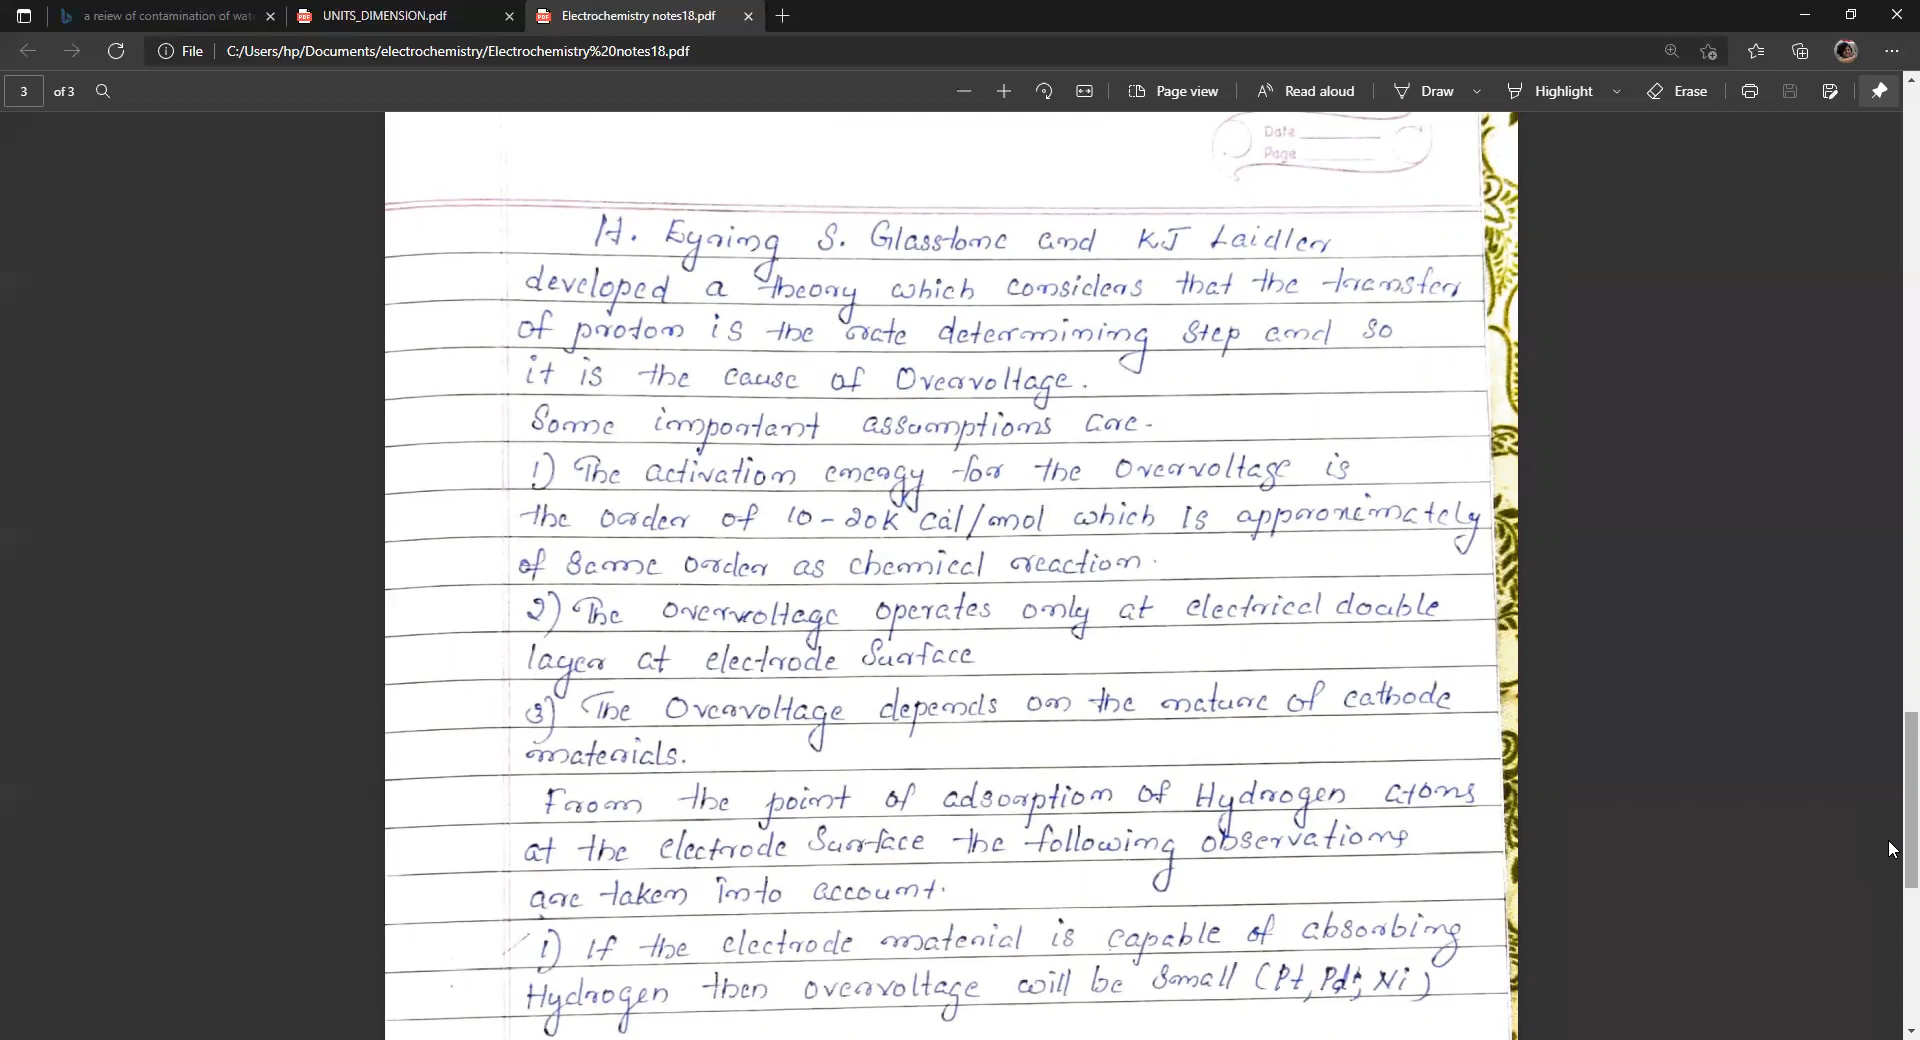 a reiew of contamination of wat
UNITS_DIMENSION.pdf
Electrochemistry notes18.pdf
File
C:/Users/hp/Documents/electrochemistry/Electrochemistry%20notes18.pdf
3 of 3
Page view
Read aloud
Draw
Highlight
Erase
Date
Page
H. Eyring S. Glasstone and KJ Laidler
developed a theory which considers that the transfer
of proton is the rate determining step and so
it is the cause of Overvoltage.
Some important assumptions are-
1) The activation energy for the Overvoltage is
the order of 10-20K Cal/mol which is approximately
of same order as chemical reaction.
2) The overvoltage operates only at electrical double
layer at electrode Surface
3) The Overvoltage depends on the nature of cathode
materials.
From the point of adsorption of Hydrogen atoms
at the electrode Surface the following observations
are taken into account.
1) If the electrode material is capable of absorbing
Hydrogen then overvoltage will be small (Pt, Pd, Ni)